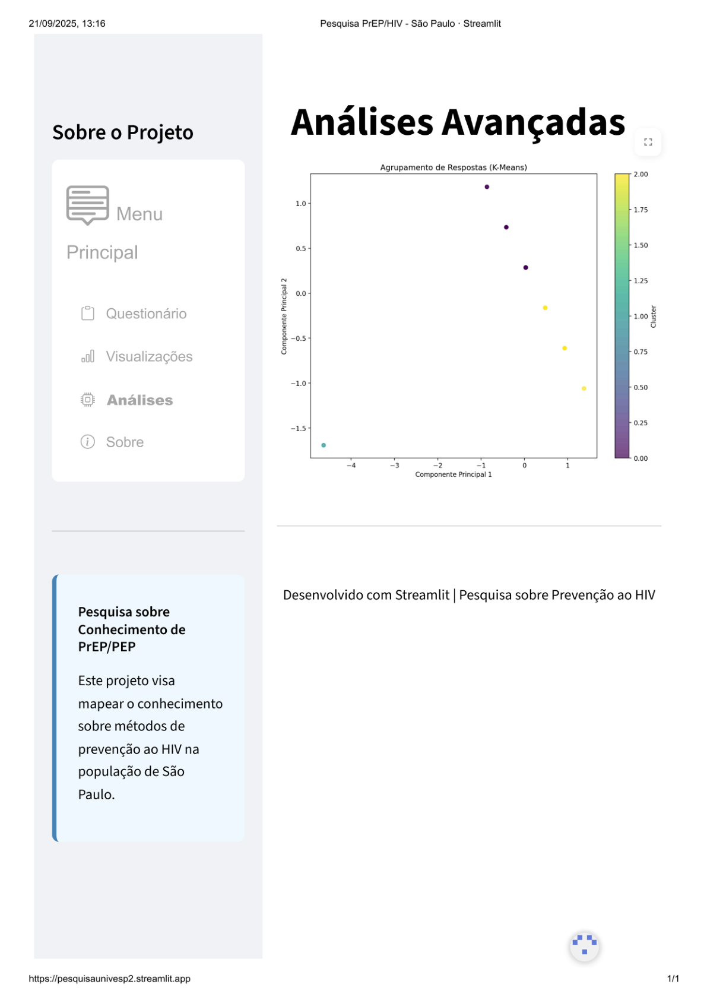 21/09/2025, 13:16
Pesquisa PrEP/HIV - São Paulo · Streamlit
Sobre o Projeto
Menu
Principal
Questionário
Visualizações
Análises
Sobre
Pesquisa sobre
Conhecimento de
PrEP/PEP
Este projeto visa
mapear o conhecimento
sobre métodos de
prevenção ao HIV na
população de São
Paulo.
Análises Avançadas
Agrupamento de Respostas (K-Means)
Componente Principal 2
1.0
0.5
0.0
−0.5
−1.0
−1.5
−4
−3
−2
−1
0
1
Componente Principal 1
2.00
1.75
1.50
1.25
1.00
0.75
0.50
0.25
0.00
Cluster
Desenvolvido com Streamlit | Pesquisa sobre Prevenção ao HIV
https://pesquisaunivesp2.streamlit.app
1/1